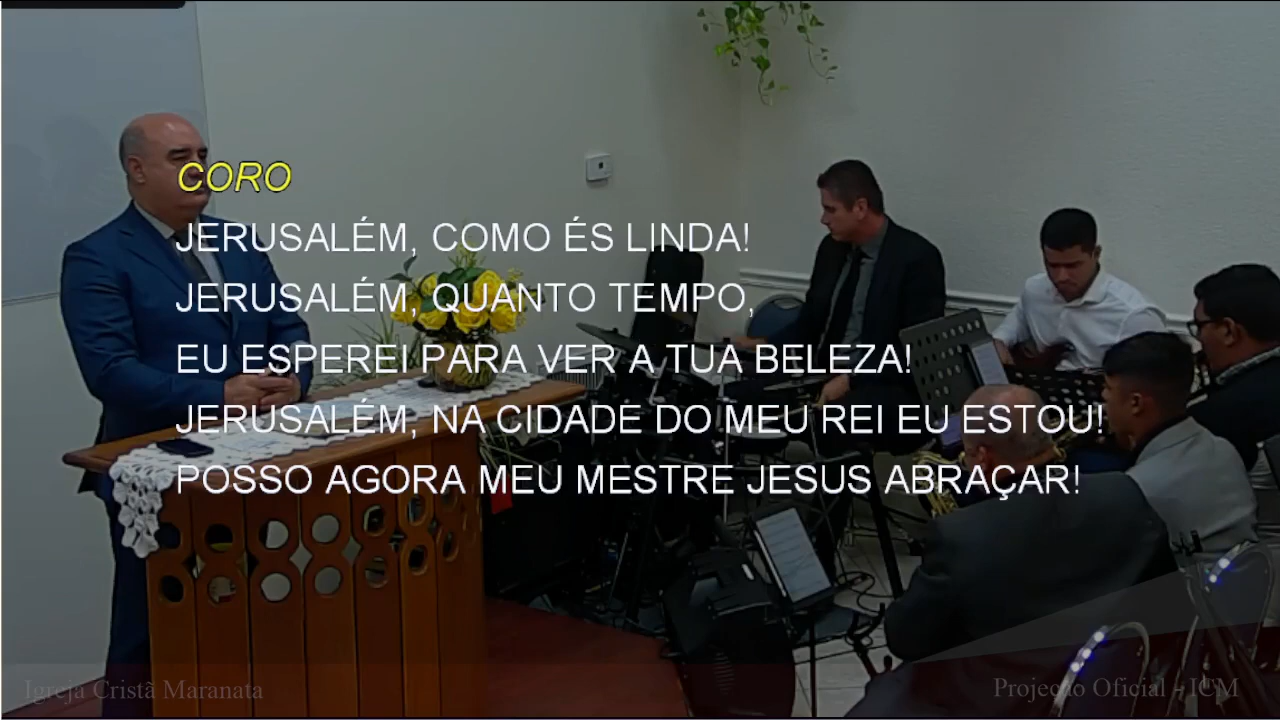 CORO
JERUSALÉM, COMO ÉS LINDA!
JERUSALÉM, QUANTO TEMPO,
EU ESPEREI PARA VER A TUA BELEZA!
JERUSALÉM, NA CIDADE DO MEU REI EU ESTOU!
POSSO AGORA MEU MESTRE JESUS ABRAÇAR!
Igreja Cristã Maranata
Projeção Oficial - ICM